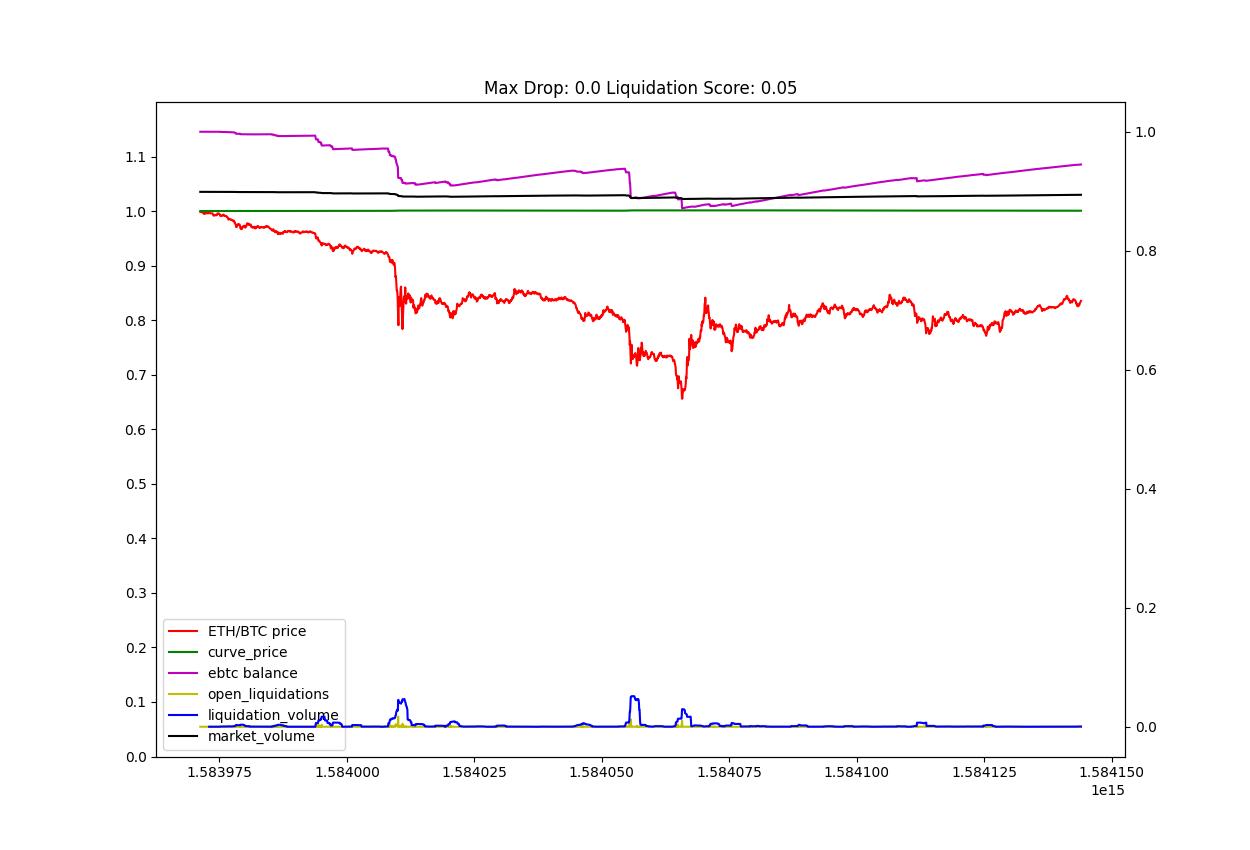 Max Drop: 0.0 Liquidation Score: 0.05
1.1
1.0
0.9
0.8
0.7
0.6
0.5
0.4
0.3
0.2
0.1
0.0
1.0
0.8
0.6
0.4
0.2
0.0
ETH/BTC price
curve_price
ebtc balance
open_liquidations
liquidation_volume
market_volume
1.583975 1.584000 1.584025 1.584050 1.584075 1.584100 1.584125 1.584150
1e15